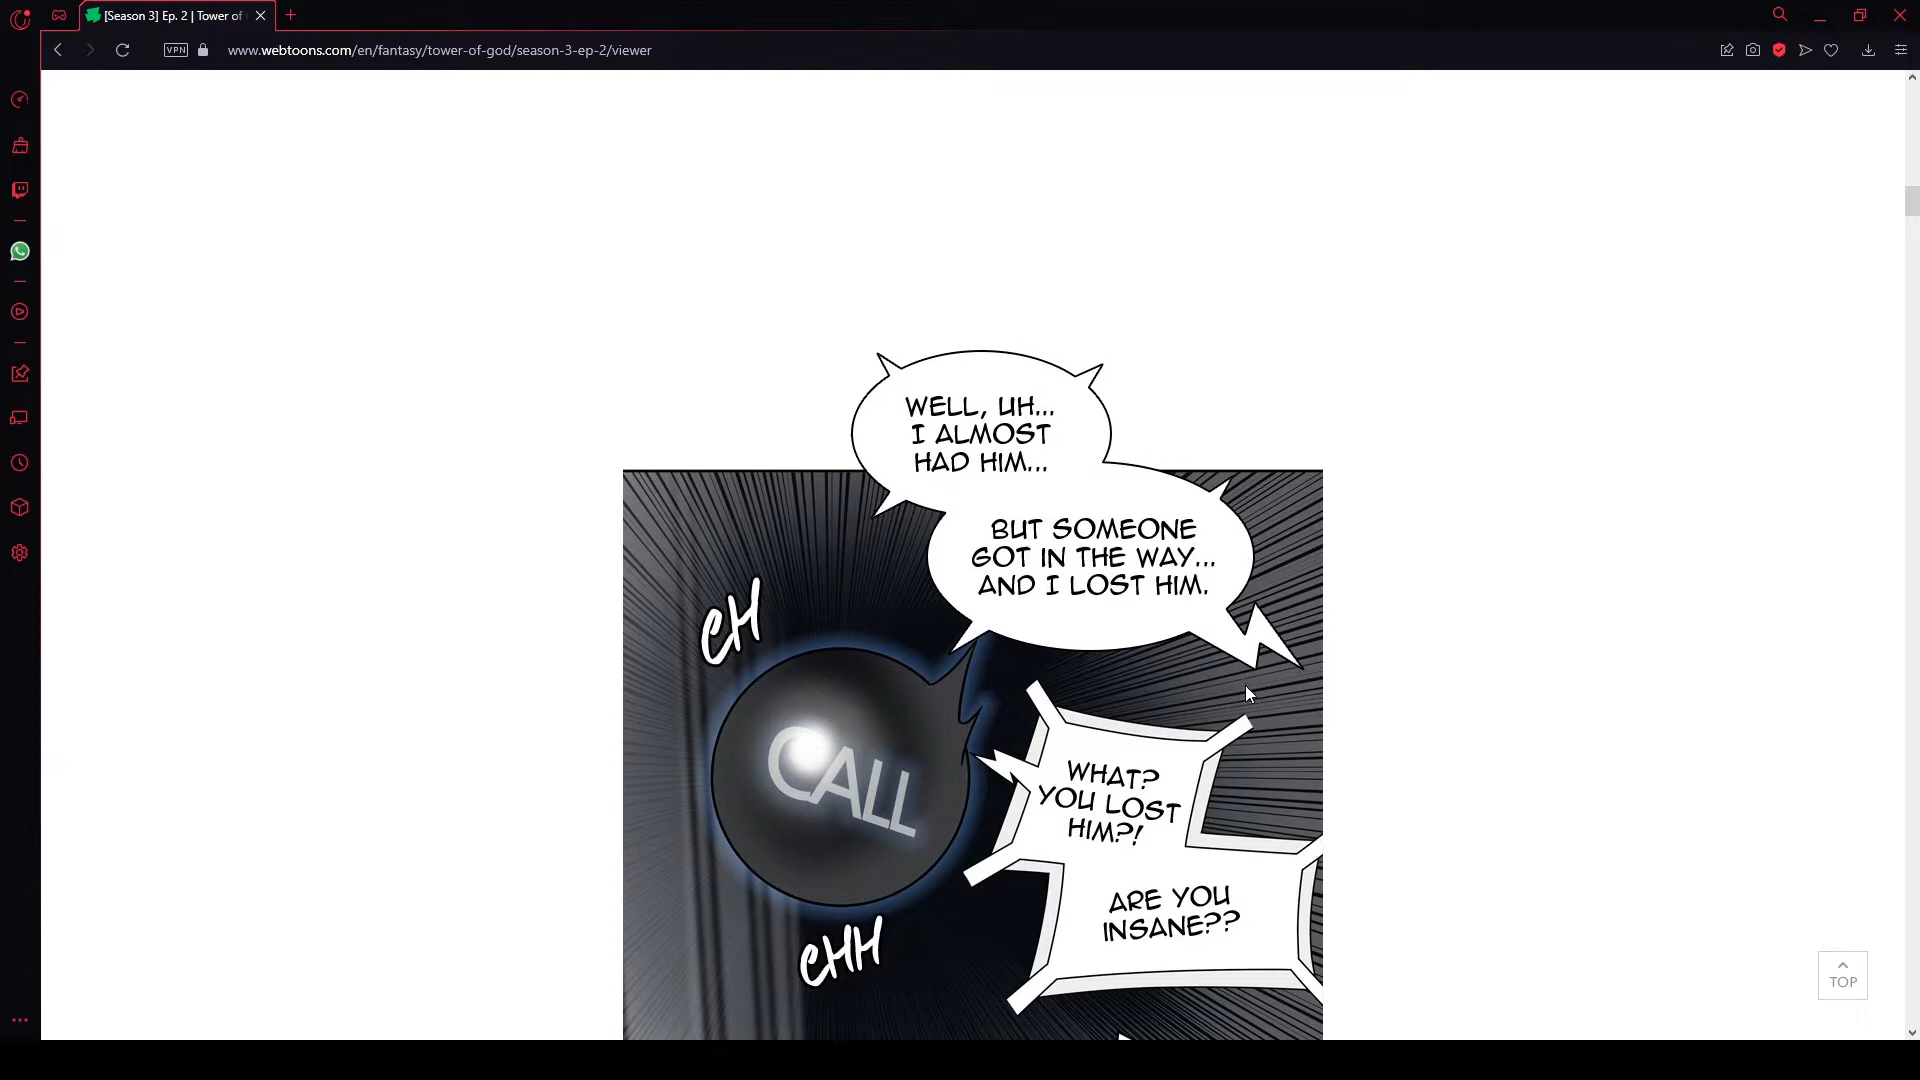 [Season 3] Ep. 2 | Tower of
VPN
www.webtoons.com/en/fantasy/tower-of-god/season-3-ep-2/viewer
WELL, UH...
I ALMOST
HAD HIM...
BUT SOMEONE
GOT IN THE WAY...
AND I LOST HIM.
CH
CALL
WHAT?
YOU LOST
HIM?!
ARE YOU
INSANE??
CHH
TOP